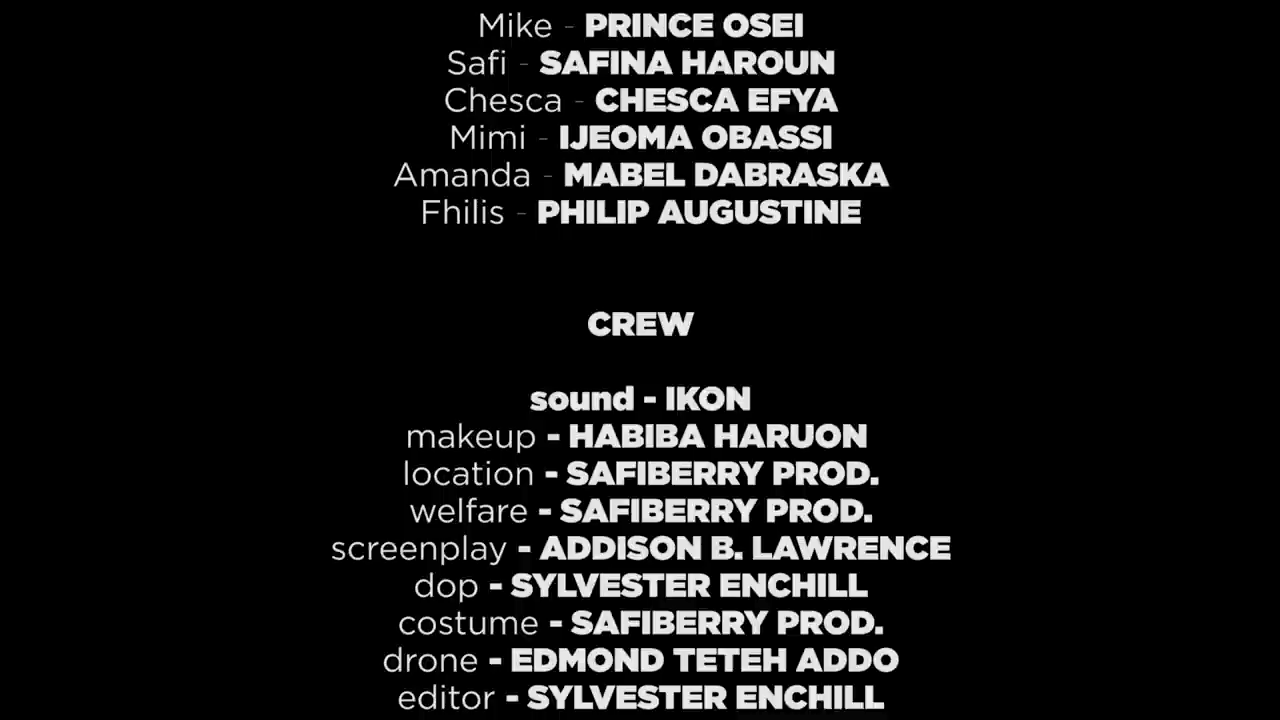 Mike - PRINCE OSEI
Safi - SAFINA HAROUN
Chesca - CHESCA EFYA
Mimi - IJEOMA OBASSI
Amanda - MABEL DABRASKA
Fhilis - PHILIP AUGUSTINE
CREW
sound - IKON
makeup - HABIBA HARUON
location - SAFIBERRY PROD.
welfare - SAFIBERRY PROD.
screenplay - ADDISON B. LAWRENCE
dop - SYLVESTER ENCHILL
costume - SAFIBERRY PROD.
drone - EDMOND TETEH ADDO
editor - SYLVESTER ENCHILL